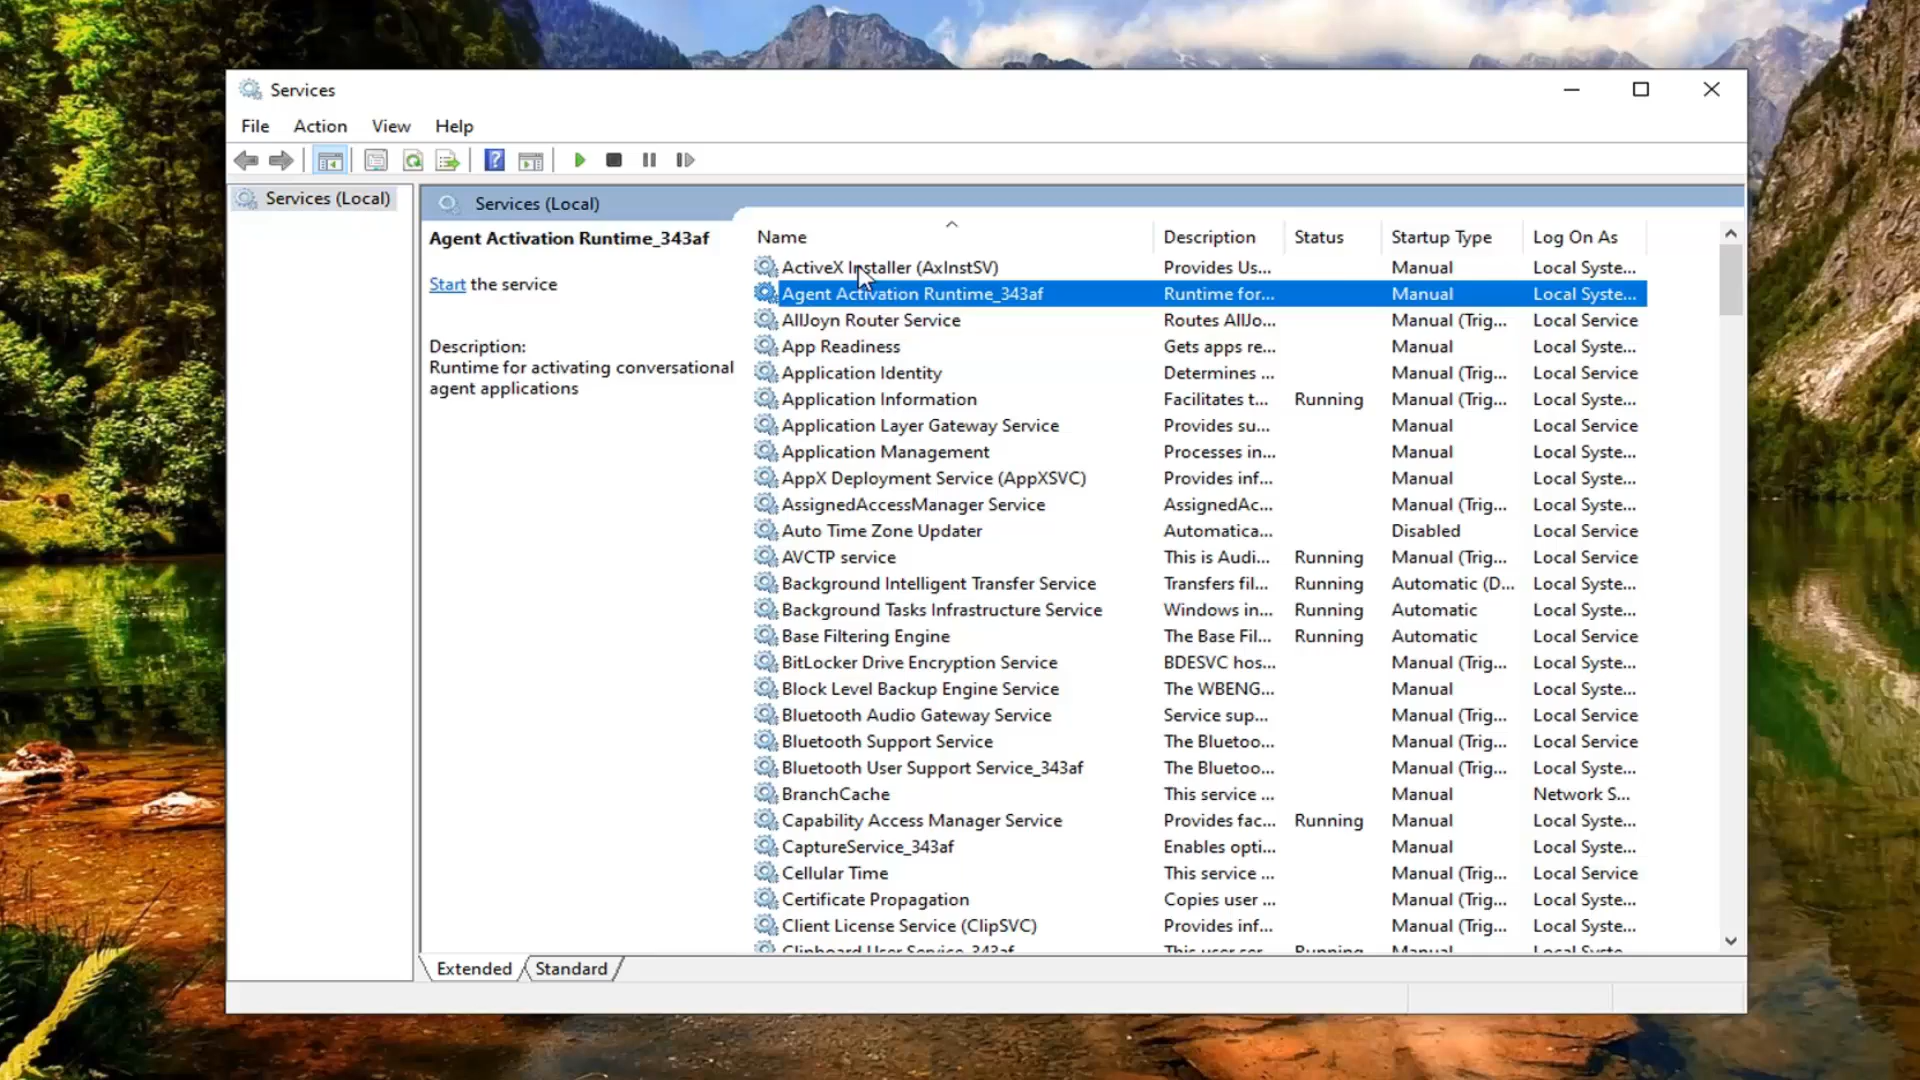 Services
File Action View Help
Services (Local)
Services (Local)
Agent Activation Runtime_343af
Start the service
Description:
Runtime for activating conversational
agent applications
Name Description Status Startup Type Log On As
ActiveX Installer (AxInstSV) Provides Us... Manual Local Syste...
Agent Activation Runtime_343af Runtime for... Manual Local Syste...
AllJoyn Router Service Routes AllJo... Manual (Trig... Local Service
App Readiness Gets apps re... Manual Local Syste...
Application Identity Determines ... Manual (Trig... Local Service
Application Information Facilitates t... Running Manual (Trig... Local Syste...
Application Layer Gateway Service Provides su... Manual Local Service
Application Management Processes in... Manual Local Syste...
AppX Deployment Service (AppXSVC) Provides inf... Manual Local Syste...
AssignedAccessManager Service AssignedAc... Manual (Trig... Local Syste...
Auto Time Zone Updater Automatica... Disabled Local Service
AVCTP service This is Audi... Running Manual (Trig... Local Service
Background Intelligent Transfer Service Transfers fil... Running Automatic (D... Local Syste...
Background Tasks Infrastructure Service Windows in... Running Automatic Local Syste...
Base Filtering Engine The Base Fil... Running Automatic Local Service
BitLocker Drive Encryption Service BDESVC hos... Manual (Trig... Local Syste...
Block Level Backup Engine Service The WBENG... Manual Local Syste...
Bluetooth Audio Gateway Service Service sup... Manual (Trig... Local Service
Bluetooth Support Service The Bluetoo... Manual (Trig... Local Service
Bluetooth User Support Service_343af The Bluetoo... Manual (Trig... Local Syste...
BranchCache This service ... Manual Network S...
Capability Access Manager Service Provides fac... Running Manual Local Syste...
CaptureService_343af Enables opti... Manual Local Syste...
Cellular Time This service ... Manual (Trig... Local Service
Certificate Propagation Copies user ... Manual (Trig... Local Syste...
Client License Service (ClipSVC) Provides inf... Manual (Trig... Local Syste...
Clipboard User Service_343af This user ser... Running Manual Local Syste...
Extended Standard